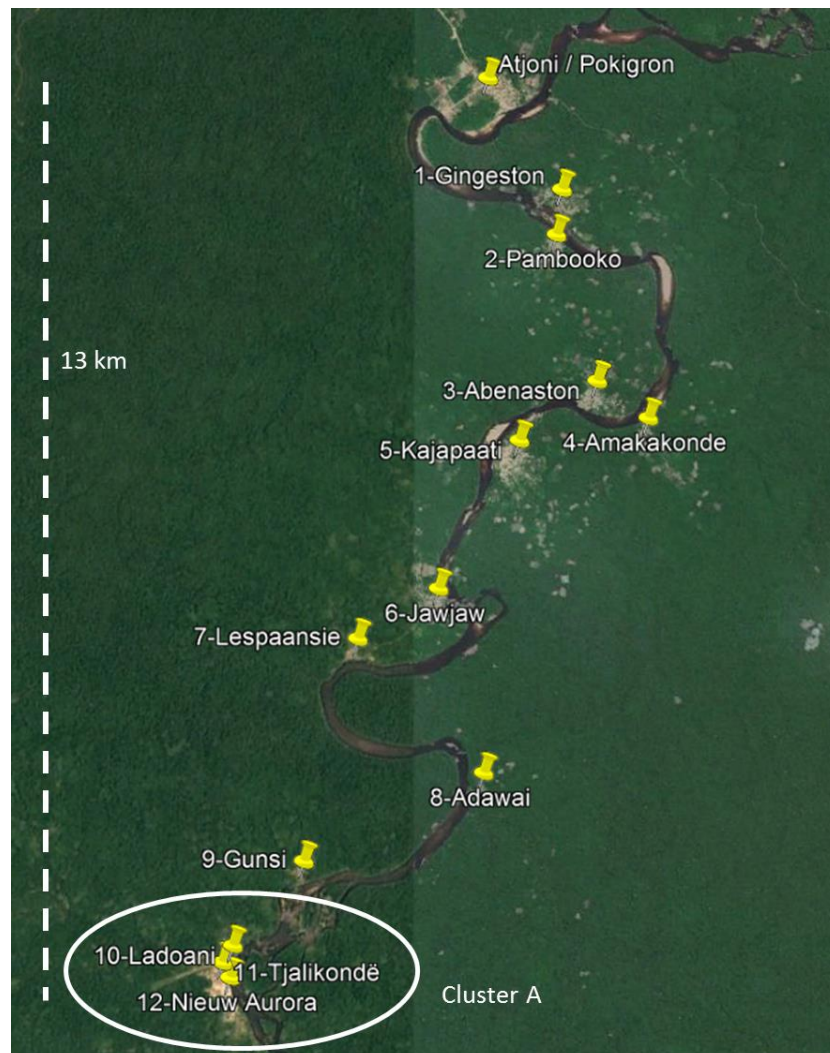 Atjoni / Pokigron
1-Gingeston
2-Pambooko
13 km
3-Abenaston
4-Amakakonde
5-Kajapaati
6-Jawjaw
7-Lespaansie
8-Adawai
9-Gunsi
10-Ladoani
11-Tjalikondë
12-Nieuw Aurora
Cluster A